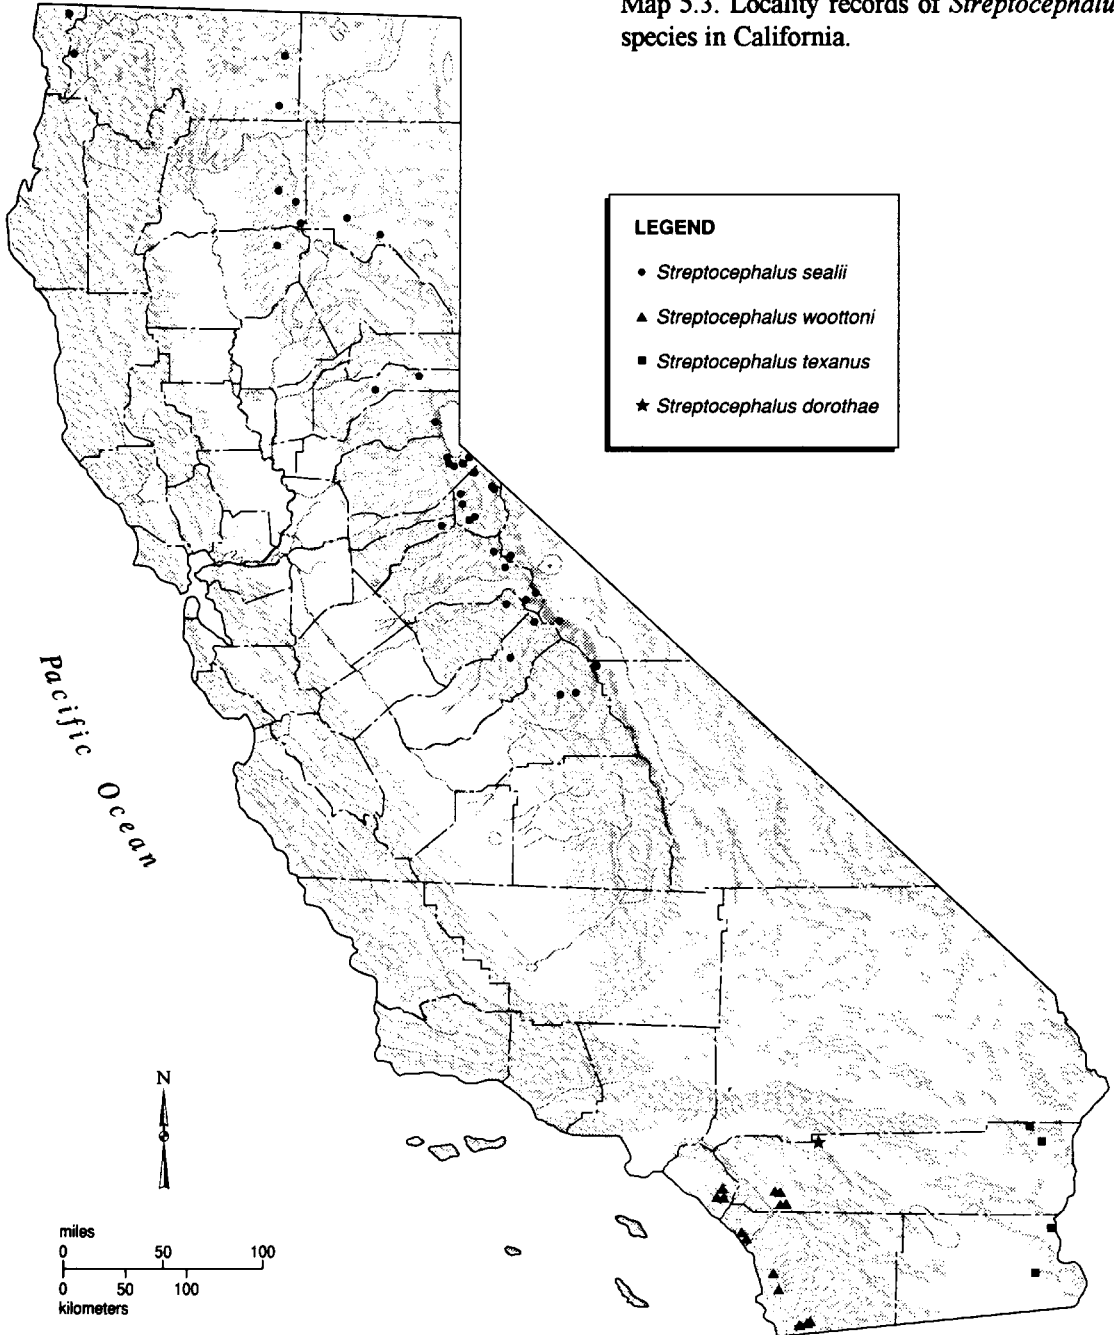 Map 5.3. Locality records of Streptocephalu
species in California.
LEGEND
Streptocephalus sealii
Streptocephalus woottoni
Streptocephalus texanus
Streptocephalus dorothae
Pacific Ocean
N
miles
0 50 100
0 50 100
kilometers